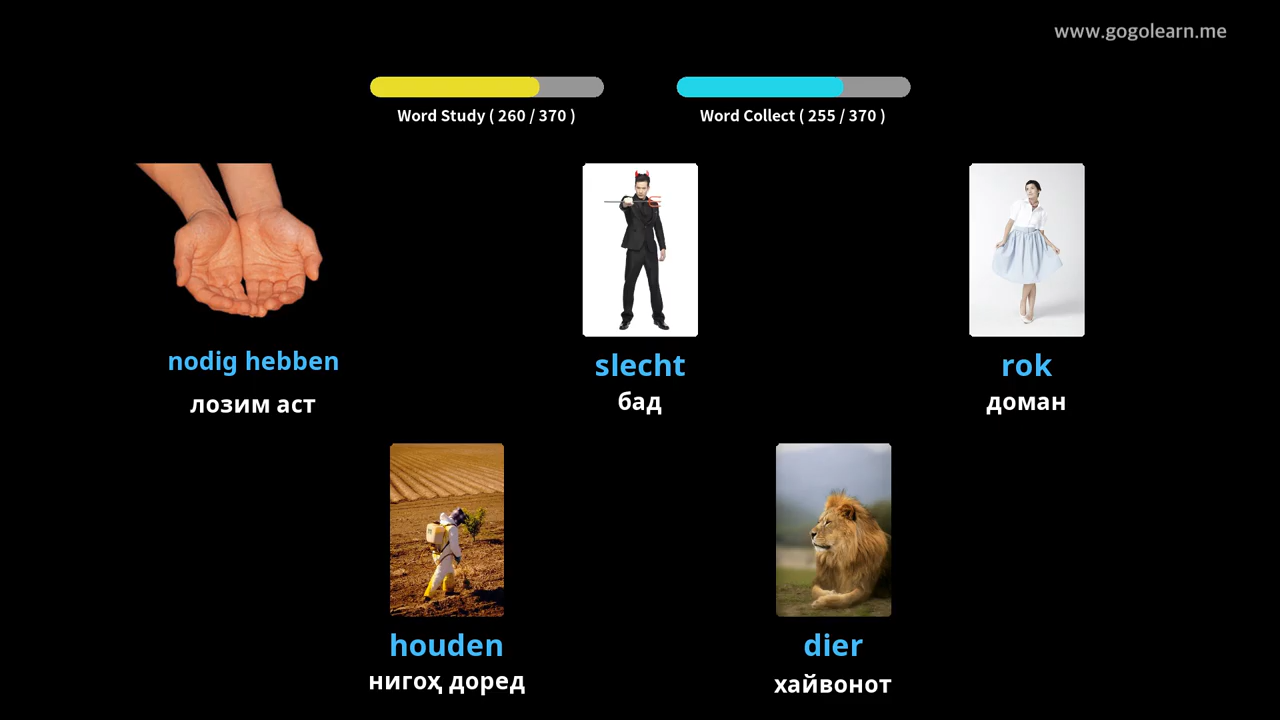 www.gogolearn.me
Word Study ( 260 / 370 )
Word Collect ( 255 / 370 )
nodig hebben
лозим аст
slecht
бад
rok
доман
houden
нигоҳ доред
dier
хайвонот